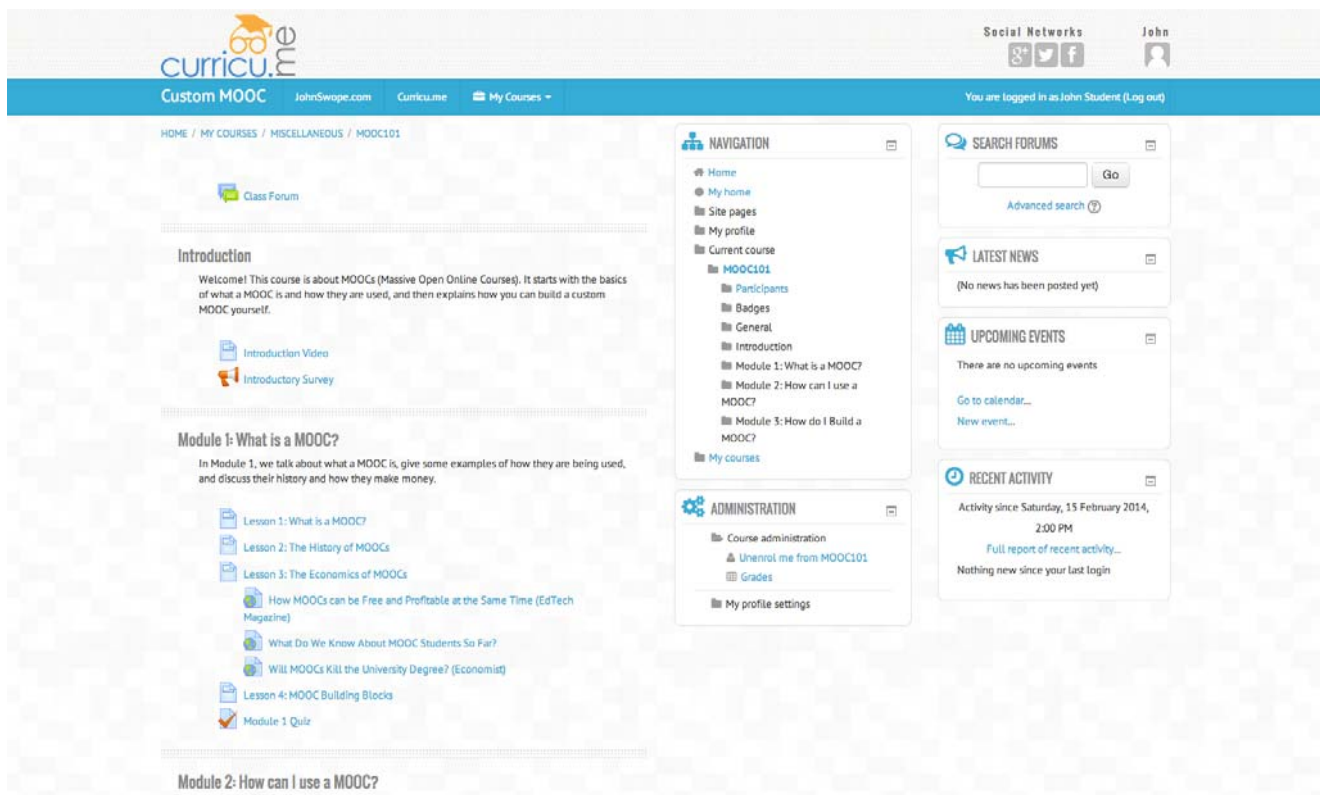 curricu.me
Social Networks
John
Custom MOOC
JohnSwope.com
Curricu.me
My Courses
You are logged in as John Student (Log out)
HOME / MY COURSES / MISCELLANEOUS / MOOC101
Class Forum
Introduction
Welcome! This course is about MOOCs (Massive Open Online Courses). It starts with the basics
of what a MOOC is and how they are used, and then explains how you can build a custom
MOOC yourself.
Introduction Video
Introductory Survey
Module 1: What is a MOOC?
In Module 1, we talk about what a MOOC is, give some examples of how they are being used,
and discuss their history and how they make money.
Lesson 1: What is a MOOC?
Lesson 2: The History of MOOCs
Lesson 3: The Economics of MOOCs
How MOOCs can be Free and Profitable at the Same Time (EdTech
Magazine)
What Do We Know About MOOC Students So Far?
Will MOOCs Kill the University Degree? (Economist)
Lesson 4: MOOC Building Blocks
Module 1 Quiz
Module 2: How can I use a MOOC?
NAVIGATION
Home
My home
Site pages
My profile
Current course
MOOC101
Participants
Badges
General
Introduction
Module 1: What is a MOOC?
Module 2: How can I use a
MOOC?
Module 3: How do I Build a
MOOC?
My courses
ADMINISTRATION
Course administration
Unenrol me from MOOC101
Grades
My profile settings
SEARCH FORUMS
Go
Advanced search
LATEST NEWS
(No news has been posted yet)
UPCOMING EVENTS
There are no upcoming events
Go to calendar...
New event...
RECENT ACTIVITY
Activity since Saturday, 15 February 2014,
2:00 PM
Full report of recent activity...
Nothing new since your last login